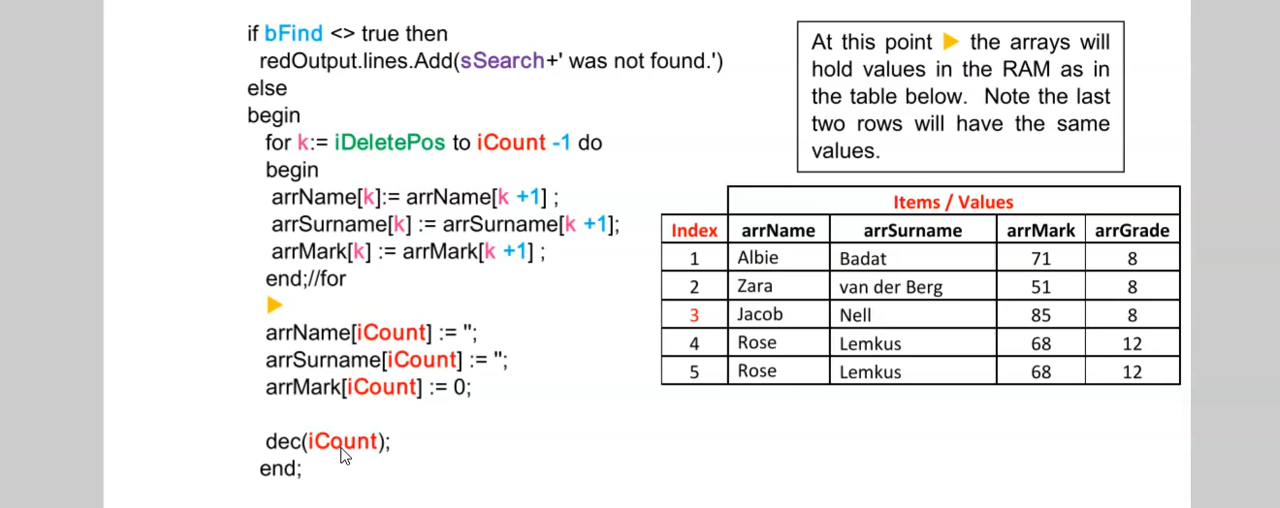 if bFind <> true then
redOutput.lines.Add(sSearch+' was not found.')
else
begin
for k:= iDeletePos to iCount -1 do
begin
arrName[k]:= arrName[k +1] ;
arrSurname[k] := arrSurname[k +1];
arrMark[k] := arrMark[k +1] ;
end;//for
arrName[iCount] := '';
arrSurname[iCount] := '';
arrMark[iCount] := 0;
dec(iCount);
end;
At this point ► the arrays will
hold values in the RAM as in
the table below. Note the last
two rows will have the same
values.
Items / Values
Index arrName arrSurname arrMark arrGrade
1 Albie Badat 71 8
2 Zara van der Berg 51 8
3 Jacob Nell 85 8
4 Rose Lemkus 68 12
5 Rose Lemkus 68 12